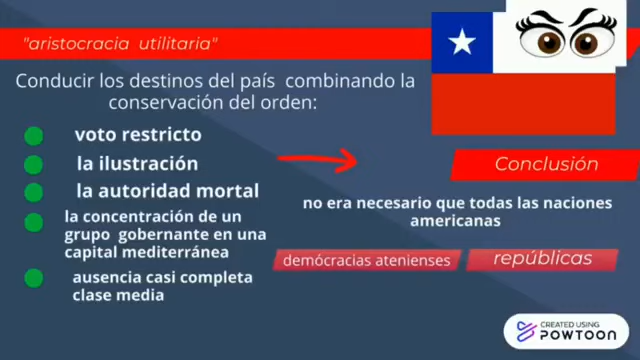 "aristocracia utilitaria"
Conducir los destinos del país combinando la
conservación del orden:
voto restricto
la ilustración
la autoridad mortal
la concentración de un
grupo gobernante en una
capital mediterránea
ausencia casi completa
clase media
Conclusión
no era necesario que todas las naciones
americanas
demócracias atenienses
repúblicas
CREATED USING
POWTOON